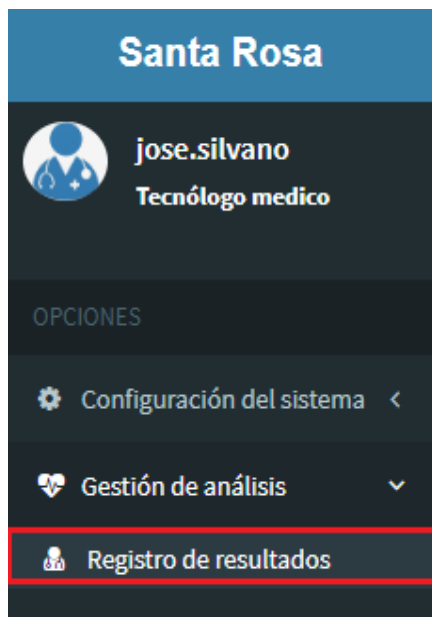 Santa Rosa
jose.silvano
Tecnólogo medico
OPCIONES
Configuración del sistema
Gestión de análisis
Registro de resultados